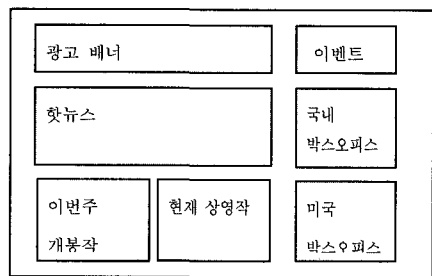 광고 배너
이벤트
핫뉴스
국내
박스오피스
이번주
개봉작
현재 상영작
미국
박스오피스